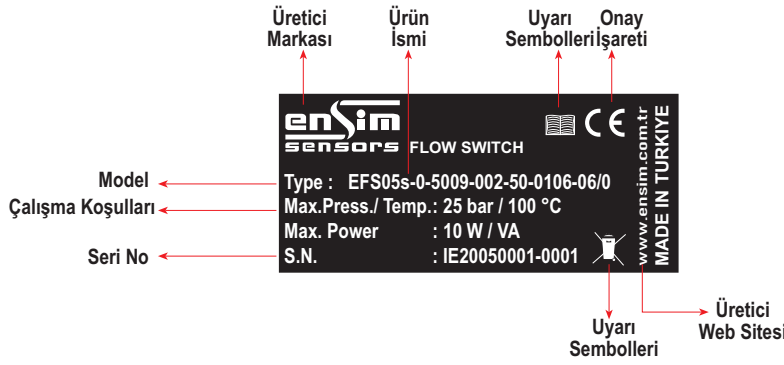 Üretici
Markası
Ürün
İsmi
Uyarı
Sembolleri
Onay
İşareti
ensim
sensors FLOW SWITCH
CE
Type : EFS05s-0-5009-002-50-0106-06/0
Max.Press./ Temp.: 25 bar / 100 °C
Max. Power : 10 W / VA
S.N. : IE20050001-0001
www.ensim.com.tr
MADE IN TURKIYE
Model
Çalışma Koşulları
Seri No
Uyarı
Sembolleri
Üretici
Web Sitesi